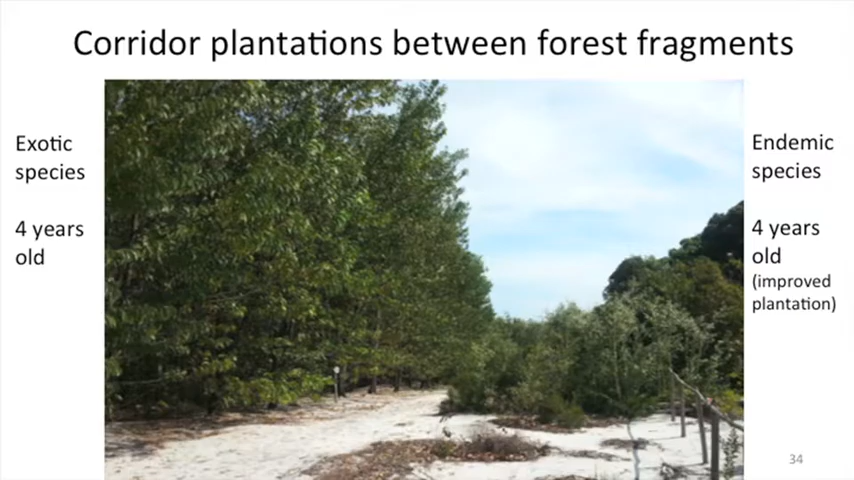 Corridor plantations between forest fragments
Exotic
species
4 years
old
Endemic
species
4 years
old
(improved
plantation)
34